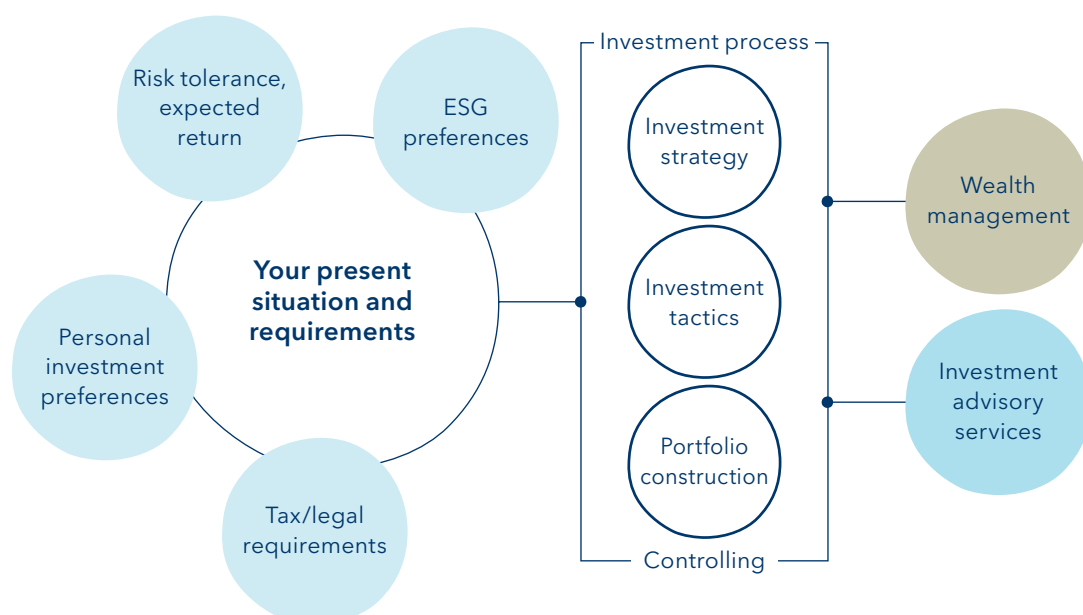 Risk tolerance,
expected
return
ESG
preferences
Your present
situation and
requirements
Personal
investment
preferences
Tax/legal
requirements
Investment process
Investment
strategy
Investment
tactics
Portfolio
construction
Controlling
Wealth
management
Investment
advisory
services